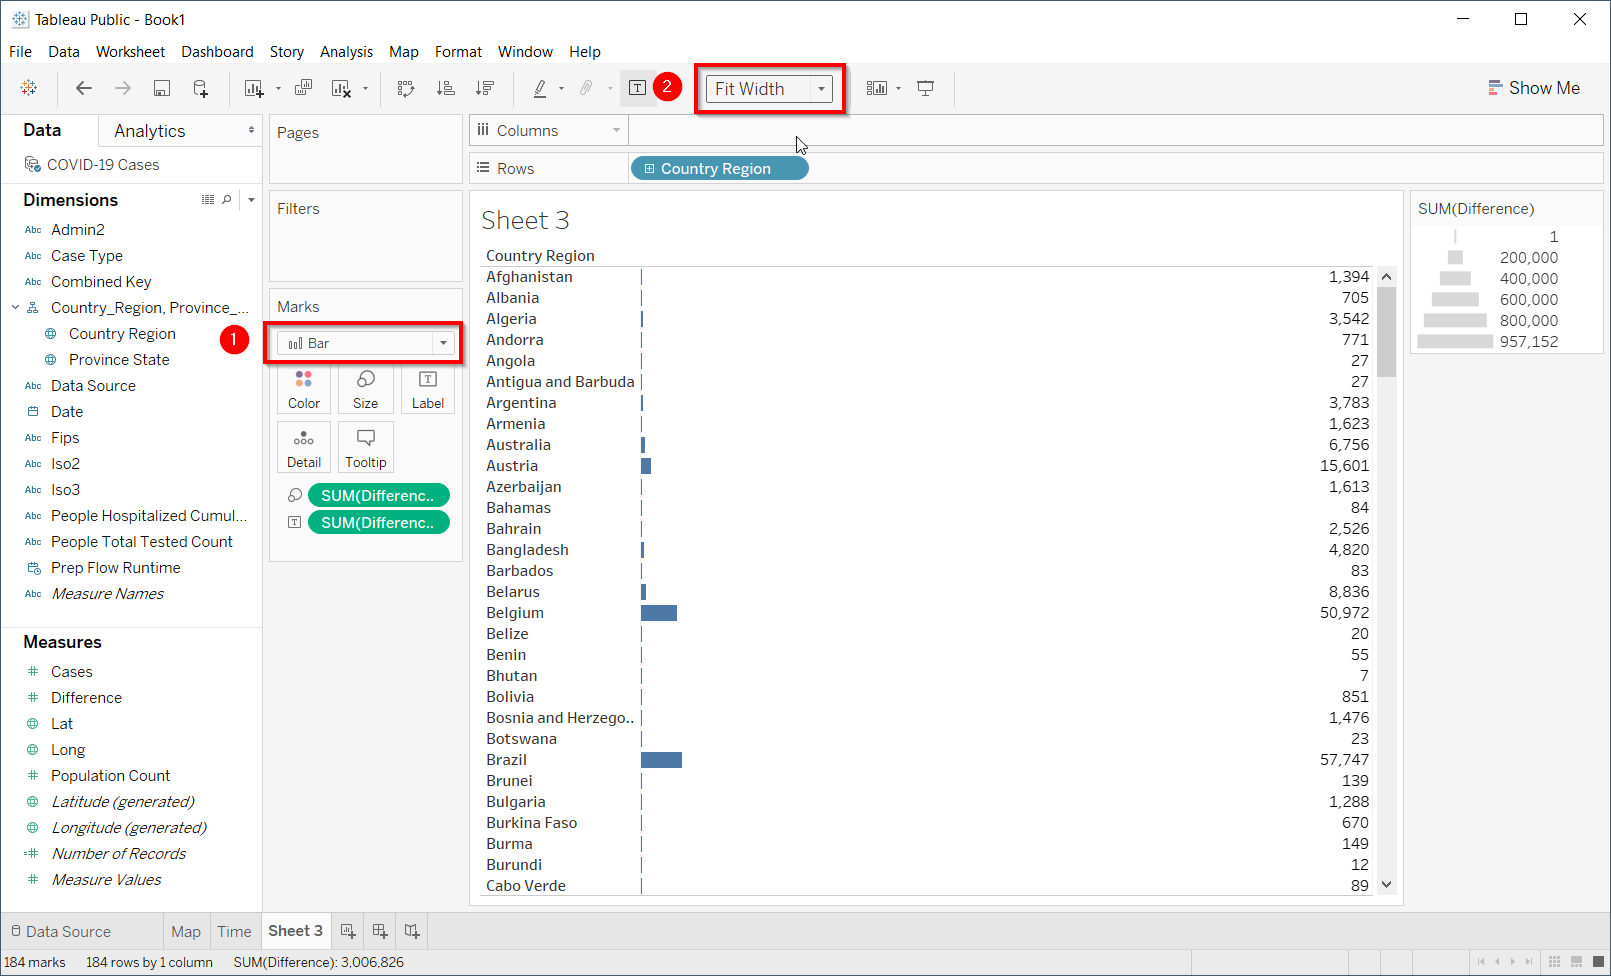 Tableau Public - Book1
File Data Worksheet Dashboard Story Analysis Map Format Window Help
T 2 Fit Width Show Me
Data Analytics
COVID-19 Cases
Dimensions
Abc Admin2
Abc Case Type
Abc Combined Key
Country_Region, Province_...
Country Region
Province State
Abc Data Source
Date
Abc Fips
Abc Iso2
Abc Iso3
Abc People Hospitalized Cumul...
Abc People Total Tested Count
Prep Flow Runtime
Abc Measure Names
Measures
# Cases
# Difference
Lat
Long
# Population Count
Latitude (generated)
Longitude (generated)
=# Number of Records
# Measure Values
Pages
Filters
Marks
1 Bar
Color Size T Label
Detail Tooltip
SUM(Differenc..
T SUM(Differenc..
Columns
Rows Country Region
Sheet 3
Country Region
Afghanistan 1,394
Albania 705
Algeria 3,542
Andorra 771
Angola 27
Antigua and Barbuda 27
Argentina 3,783
Armenia 1,623
Australia 6,756
Austria 15,601
Azerbaijan 1,613
Bahamas 84
Bahrain 2,526
Bangladesh 4,820
Barbados 83
Belarus 8,836
Belgium 50,972
Belize 20
Benin 55
Bhutan 7
Bolivia 851
Bosnia and Herzego.. 1,476
Botswana 23
Brazil 57,747
Brunei 139
Bulgaria 1,288
Burkina Faso 670
Burma 149
Burundi 12
Cabo Verde 89
SUM(Difference)
1
200,000
400,000
600,000
800,000
957,152
Data Source Map Time Sheet 3
184 marks 184 rows by 1 column SUM(Difference): 3,006,826